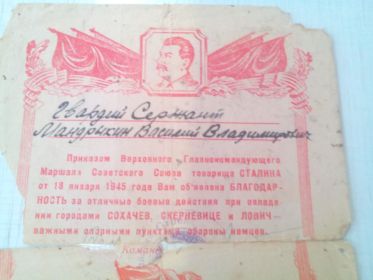 Гвардии Сержант
Мандрыкин Василий Владимирович
Приказом Верховного Главнокомандующего
Маршала Советского Союза товарища СТАЛИНА
от 18 января 1945 года Вам объявлена БЛАГОДАР-
НОСТЬ за отличные боевые действия при овладе-
нии городами СОХАЧЕВ, СКЕРНЕВИЦЕ и ЛОВИЧ—
важными опорными пунктами обороны немцев.